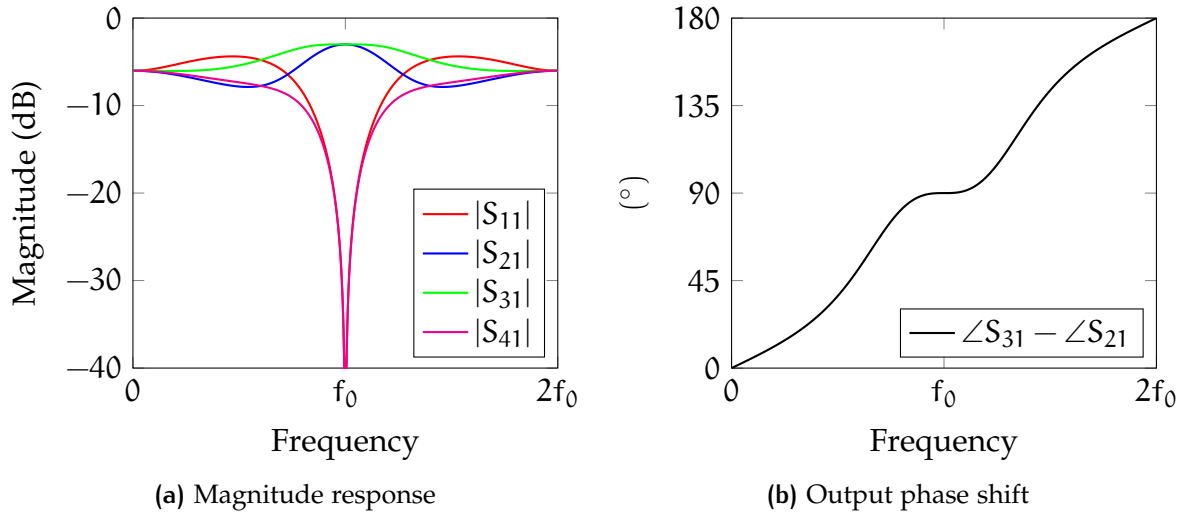 0
−10
−20
−30
−40
Magnitude (dB)
0
f₀
2f₀
Frequency
|S₁₁|
|S₂₁|
|S₃₁|
|S₄₁|
(a) Magnitude response
180
135
90
45
0
(°)
0
f₀
2f₀
Frequency
∠S₃₁ − ∠S₂₁
(b) Output phase shift